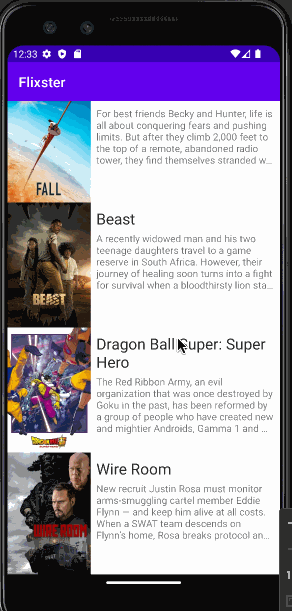 12:33
Flixster
For best friends Becky and Hunter, life is
all about conquering fears and pushing
limits. But after they climb 2,000 feet to
the top of a remote, abandoned radio
tower, they find themselves stranded w...
FALL
Beast
A recently widowed man and his two
teenage daughters travel to a game
reserve in South Africa. However, their
journey of healing soon turns into a fight
for survival when a bloodthirsty lion sta...
BEAST
Dragon Ball Super: Super
Hero
The Red Ribbon Army, an evil
organization that was once destroyed by
Goku in the past, has been reformed by
a group of people who have created new
and mightier Androids, Gamma 1 and ...
Wire Room
New recruit Justin Rosa must monitor
arms-smuggling cartel member Eddie
Flynn — and keep him alive at all costs.
When a SWAT team descends on
Flynn's home, Rosa breaks protocol an...
WIRE ROOM